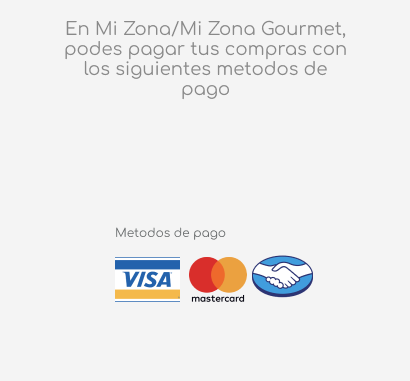 En Mi Zona/Mi Zona Gourmet,
podes pagar tus compras con
los siguientes metodos de
pago
Metodos de pago
VISA
mastercard